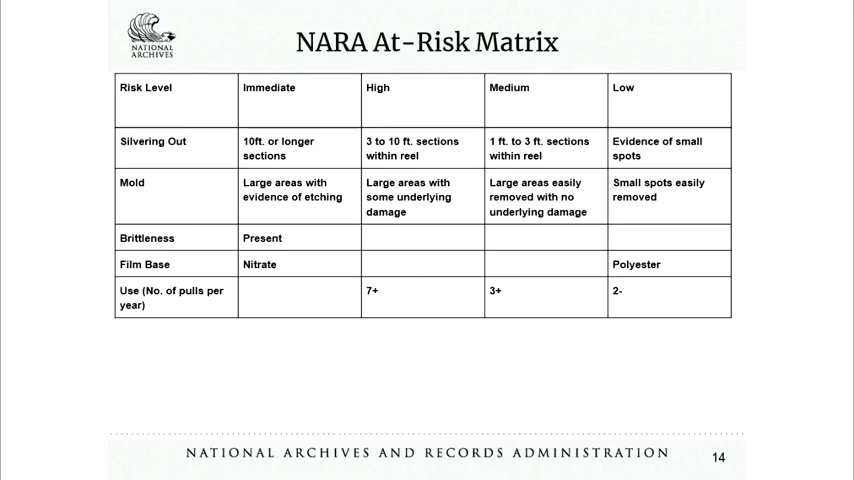 NATIONAL
ARCHIVES
NARA At-Risk Matrix
Risk Level
Immediate
High
Medium
Low
Silvering Out
10ft. or longer
sections
3 to 10 ft. sections
within reel
1 ft. to 3 ft. sections
within reel
Evidence of small
spots
Mold
Large areas with
evidence of etching
Large areas with
some underlying
damage
Large areas easily
removed with no
underlying damage
Small spots easily
removed
Brittleness
Present
Film Base
Nitrate
Polyester
Use (No. of pulls per
year)
7+
3+
2-
NATIONAL ARCHIVES AND RECORDS ADMINISTRATION
14